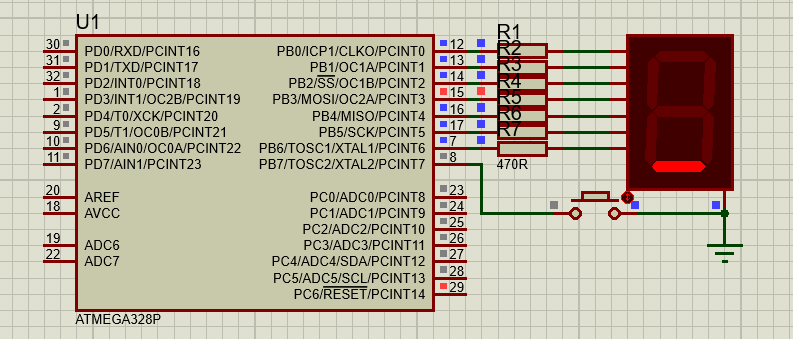 U1
30 PD0/RXD/PCINT16
31 PD1/TXD/PCINT17
32 PD2/INT0/PCINT18
1 PD3/INT1/OC2B/PCINT19
2 PD4/T0/XCK/PCINT20
9 PD5/T1/OC0B/PCINT21
10 PD6/AIN0/OC0A/PCINT22
11 PD7/AIN1/PCINT23
20 AREF
18 AVCC
19 ADC6
22 ADC7
PB0/ICP1/CLKO/PCINT0 12
PB1/OC1A/PCINT1 13
PB2/SS/OC1B/PCINT2 14
PB3/MOSI/OC2A/PCINT3 15
PB4/MISO/PCINT4 16
PB5/SCK/PCINT5 17
PB6/TOSC1/XTAL1/PCINT6 7
PB7/TOSC2/XTAL2/PCINT7 8
PC0/ADC0/PCINT8 23
PC1/ADC1/PCINT9 24
PC2/ADC2/PCINT10 25
PC3/ADC3/PCINT11 26
PC4/ADC4/SDA/PCINT12 27
PC5/ADC5/SCL/PCINT13 28
PC6/RESET/PCINT14 29
ATMEGA328P
R1
R2
R3
R4
R5
R6
R7
470R